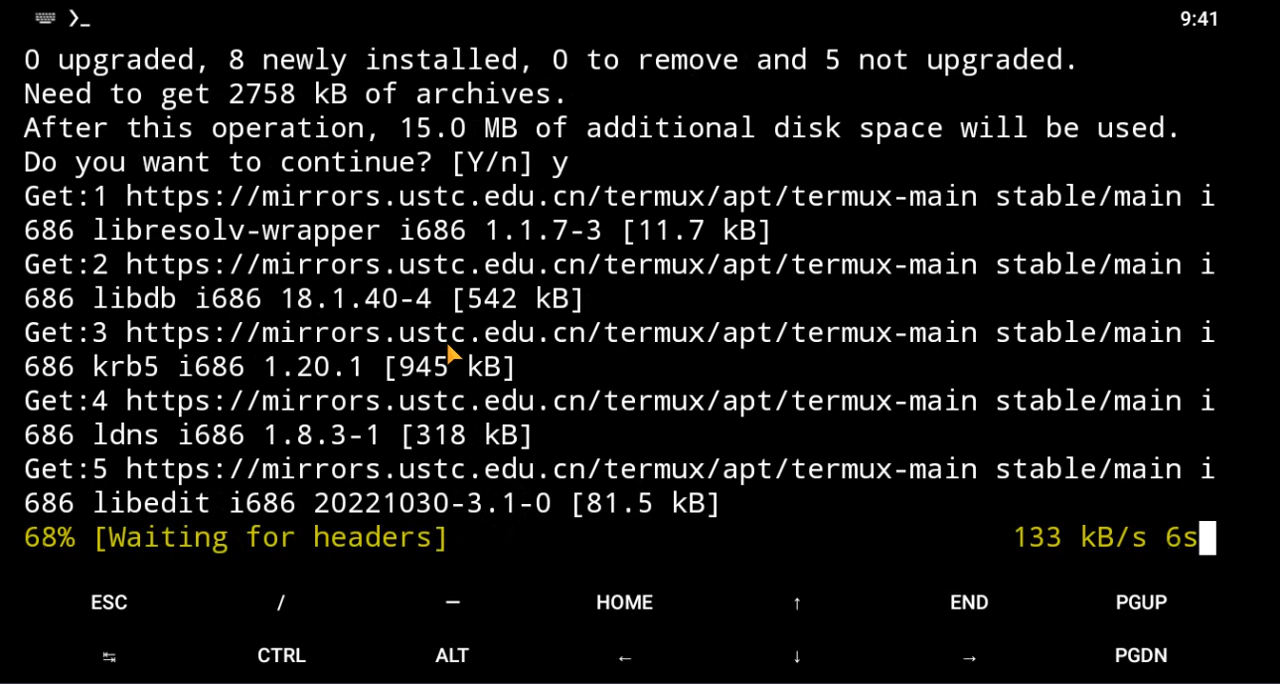 9:41
0 upgraded, 8 newly installed, 0 to remove and 5 not upgraded.
Need to get 2758 kB of archives.
After this operation, 15.0 MB of additional disk space will be used.
Do you want to continue? [Y/n] y
Get:1 https://mirrors.ustc.edu.cn/termux/apt/termux-main stable/main i
686 libresolv-wrapper i686 1.1.7-3 [11.7 kB]
Get:2 https://mirrors.ustc.edu.cn/termux/apt/termux-main stable/main i
686 libdb i686 18.1.40-4 [542 kB]
Get:3 https://mirrors.ustc.edu.cn/termux/apt/termux-main stable/main i
686 krb5 i686 1.20.1 [945 kB]
Get:4 https://mirrors.ustc.edu.cn/termux/apt/termux-main stable/main i
686 ldns i686 1.8.3-1 [318 kB]
Get:5 https://mirrors.ustc.edu.cn/termux/apt/termux-main stable/main i
686 libedit i686 20221030-3.1-0 [81.5 kB]
68% [Waiting for headers] 133 kB/s 6s
ESC / — HOME ↑ END PGUP
↹ CTRL ALT ← ↓ → PGDN